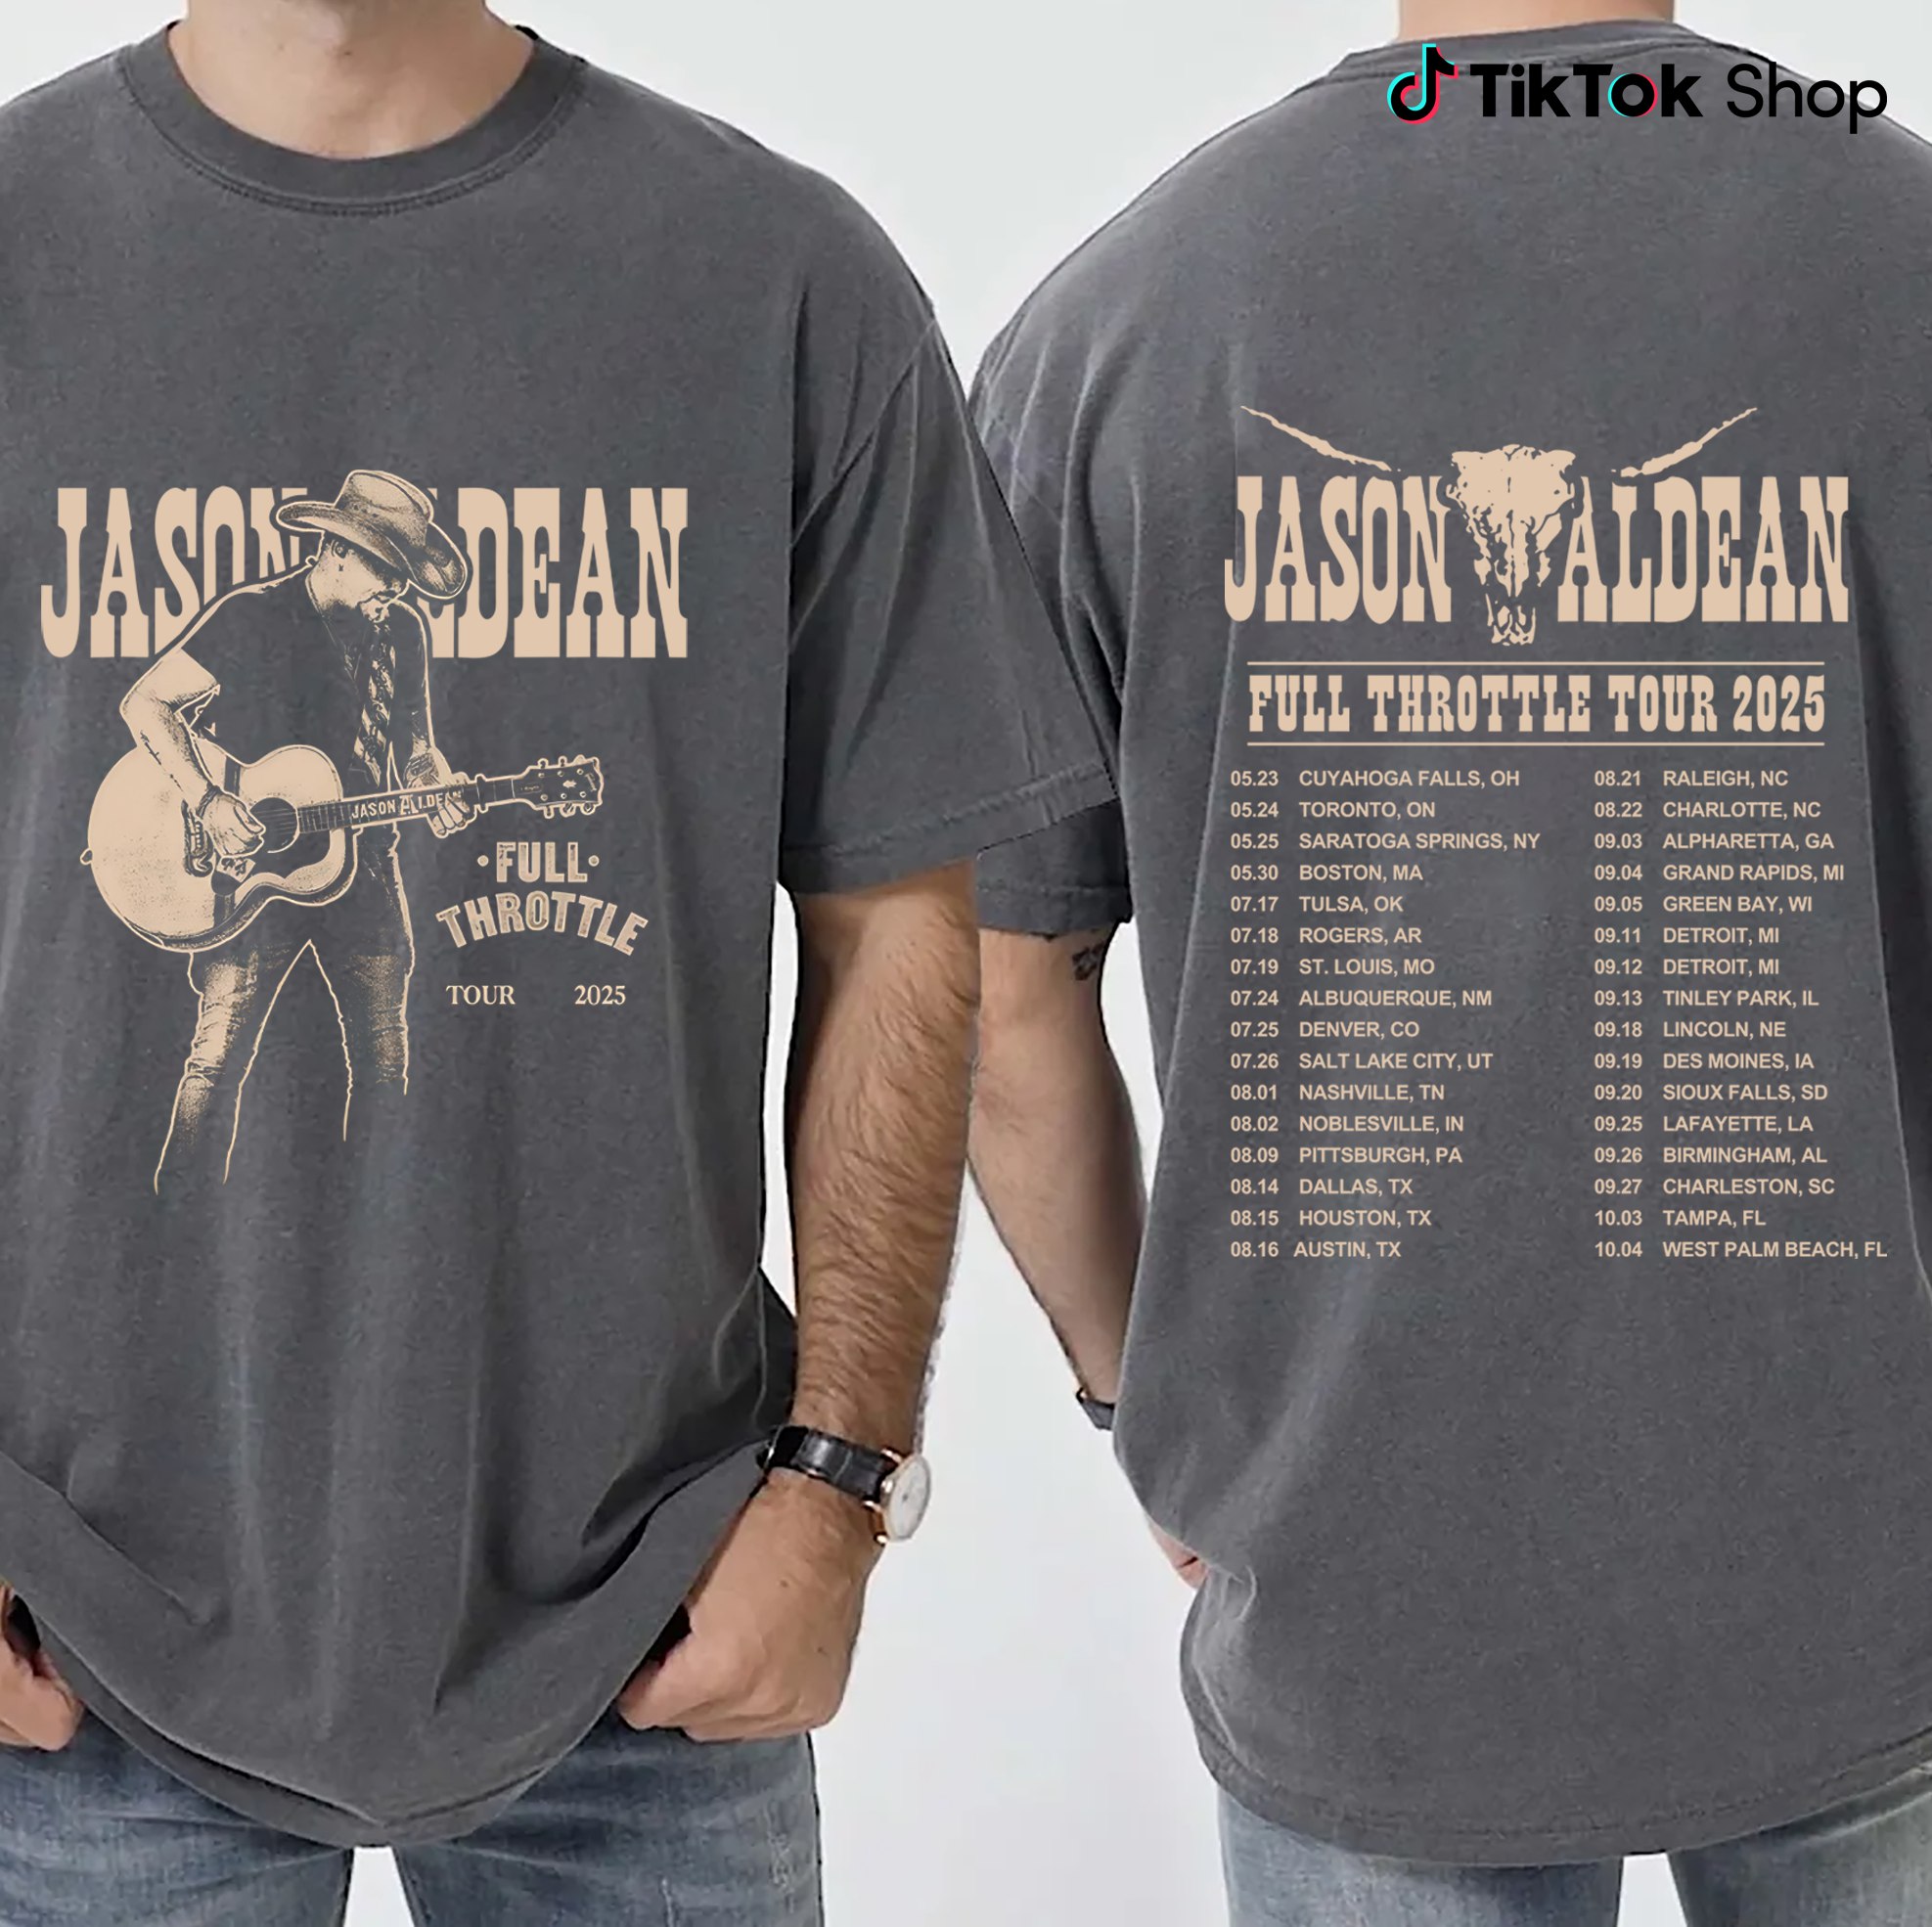 TikTok Shop
JASON ALDEAN
JASON ALDEAN
FULL
THROTTLE
TOUR 2025
JASON ALDEAN
FULL THROTTLE TOUR 2025
05.23 CUYAHOGA FALLS, OH
05.24 TORONTO, ON
05.25 SARATOGA SPRINGS, NY
05.30 BOSTON, MA
07.17 TULSA, OK
07.18 ROGERS, AR
07.19 ST. LOUIS, MO
07.24 ALBUQUERQUE, NM
07.25 DENVER, CO
07.26 SALT LAKE CITY, UT
08.01 NASHVILLE, TN
08.02 NOBLESVILLE, IN
08.09 PITTSBURGH, PA
08.14 DALLAS, TX
08.15 HOUSTON, TX
08.16 AUSTIN, TX
08.21 RALEIGH, NC
08.22 CHARLOTTE, NC
09.03 ALPHARETTA, GA
09.04 GRAND RAPIDS, MI
09.05 GREEN BAY, WI
09.11 DETROIT, MI
09.12 DETROIT, MI
09.13 TINLEY PARK, IL
09.18 LINCOLN, NE
09.19 DES MOINES, IA
09.20 SIOUX FALLS, SD
09.25 LAFAYETTE, LA
09.26 BIRMINGHAM, AL
09.27 CHARLESTON, SC
10.03 TAMPA, FL
10.04 WEST PALM BEACH, FL